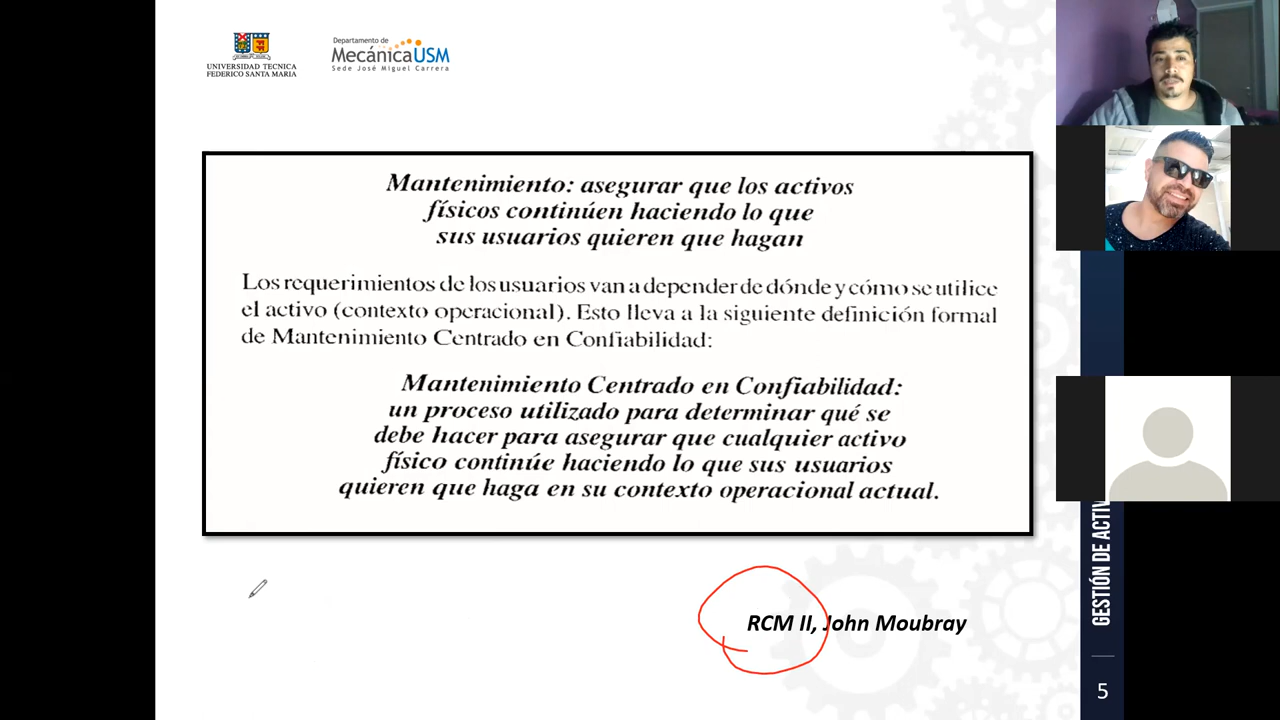 UNIVERSIDAD TECNICA
FEDERICO SANTA MARIA
Departamento de
MecánicaUSM
Sede José Miguel Carrera
Mantenimiento: asegurar que los activos
físicos continúen haciendo lo que
sus usuarios quieren que hagan
Los requerimientos de los usuarios van a depender de dónde y cómo se utilice
el activo (contexto operacional). Esto lleva a la siguiente definición formal
de Mantenimiento Centrado en Confiabilidad:
Mantenimiento Centrado en Confiabilidad:
un proceso utilizado para determinar qué se
debe hacer para asegurar que cualquier activo
físico continúe haciendo lo que sus usuarios
quieren que haga en su contexto operacional actual.
RCM II, John Moubray
GESTIÓN DE ACTIV
5